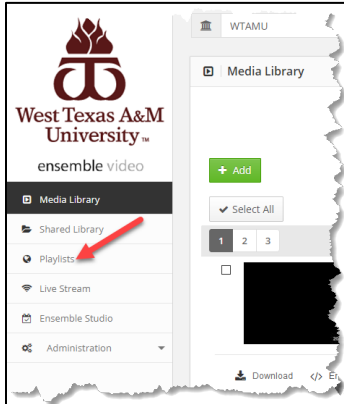 WTAMU
Media Library
West Texas A&M
University™
ensemble video
+ Add
Media Library
Select All
Shared Library
1 2 3
Playlists
Live Stream
Ensemble Studio
Administration
Download </>